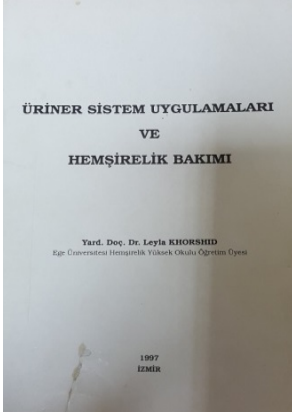 ÜRİNER SİSTEM UYGULAMALARI
VE
HEMŞİRELİK BAKIMI
Yard. Doç. Dr. Leyla KHORSHID
Ege Üniversitesi Hemşirelik Yüksek Okulu Öğretim Üyesi
1997
İZMİR